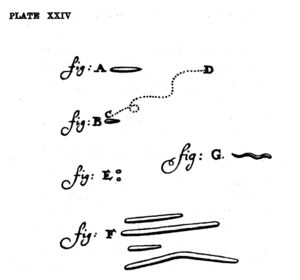 PLATE XXIV
fig: A
D
fig: B C
fig: E
fig: G.
fig: F